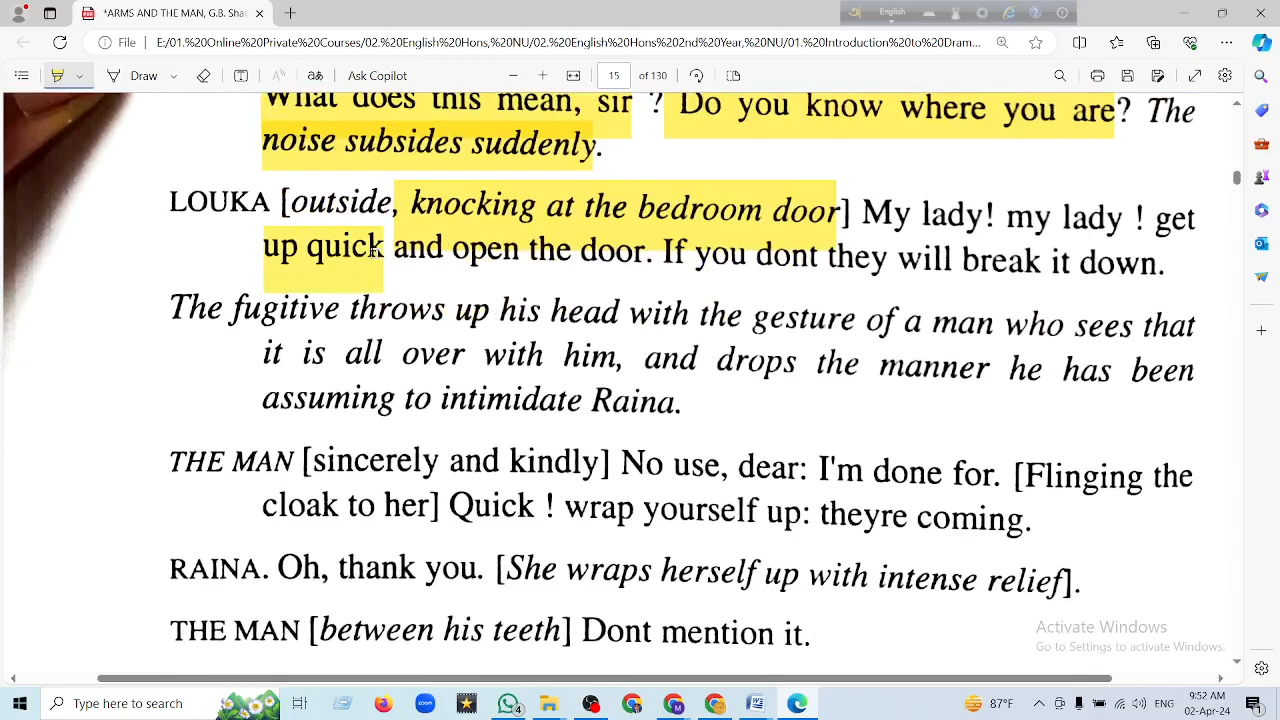 *ARMS AND THE MAN. G.B. Sha
English
File
E:/01.Online%20Private%20Courses/02.%20English%20Hons,%20NU/02.%202nd%20Year,%20NU/01.Introduction%20to%20Dra...
Draw
Ask Copilot
15 of 130
What does this mean, sir ? Do you know where you are? The
noise subsides suddenly.
LOUKA [outside, knocking at the bedroom door] My lady! my lady ! get
up quick and open the door. If you dont they will break it down.
The fugitive throws up his head with the gesture of a man who sees that
it is all over with him, and drops the manner he has been
assuming to intimidate Raina.
THE MAN [sincerely and kindly] No use, dear: I'm done for. [Flinging the
cloak to her] Quick ! wrap yourself up: theyre coming.
RAINA. Oh, thank you. [She wraps herself up with intense relief].
THE MAN [between his teeth] Dont mention it.
Activate Windows
Go to Settings to activate Windows.
Type here to search
zoom
4
87°F
9:52 AM
02-Apr-24